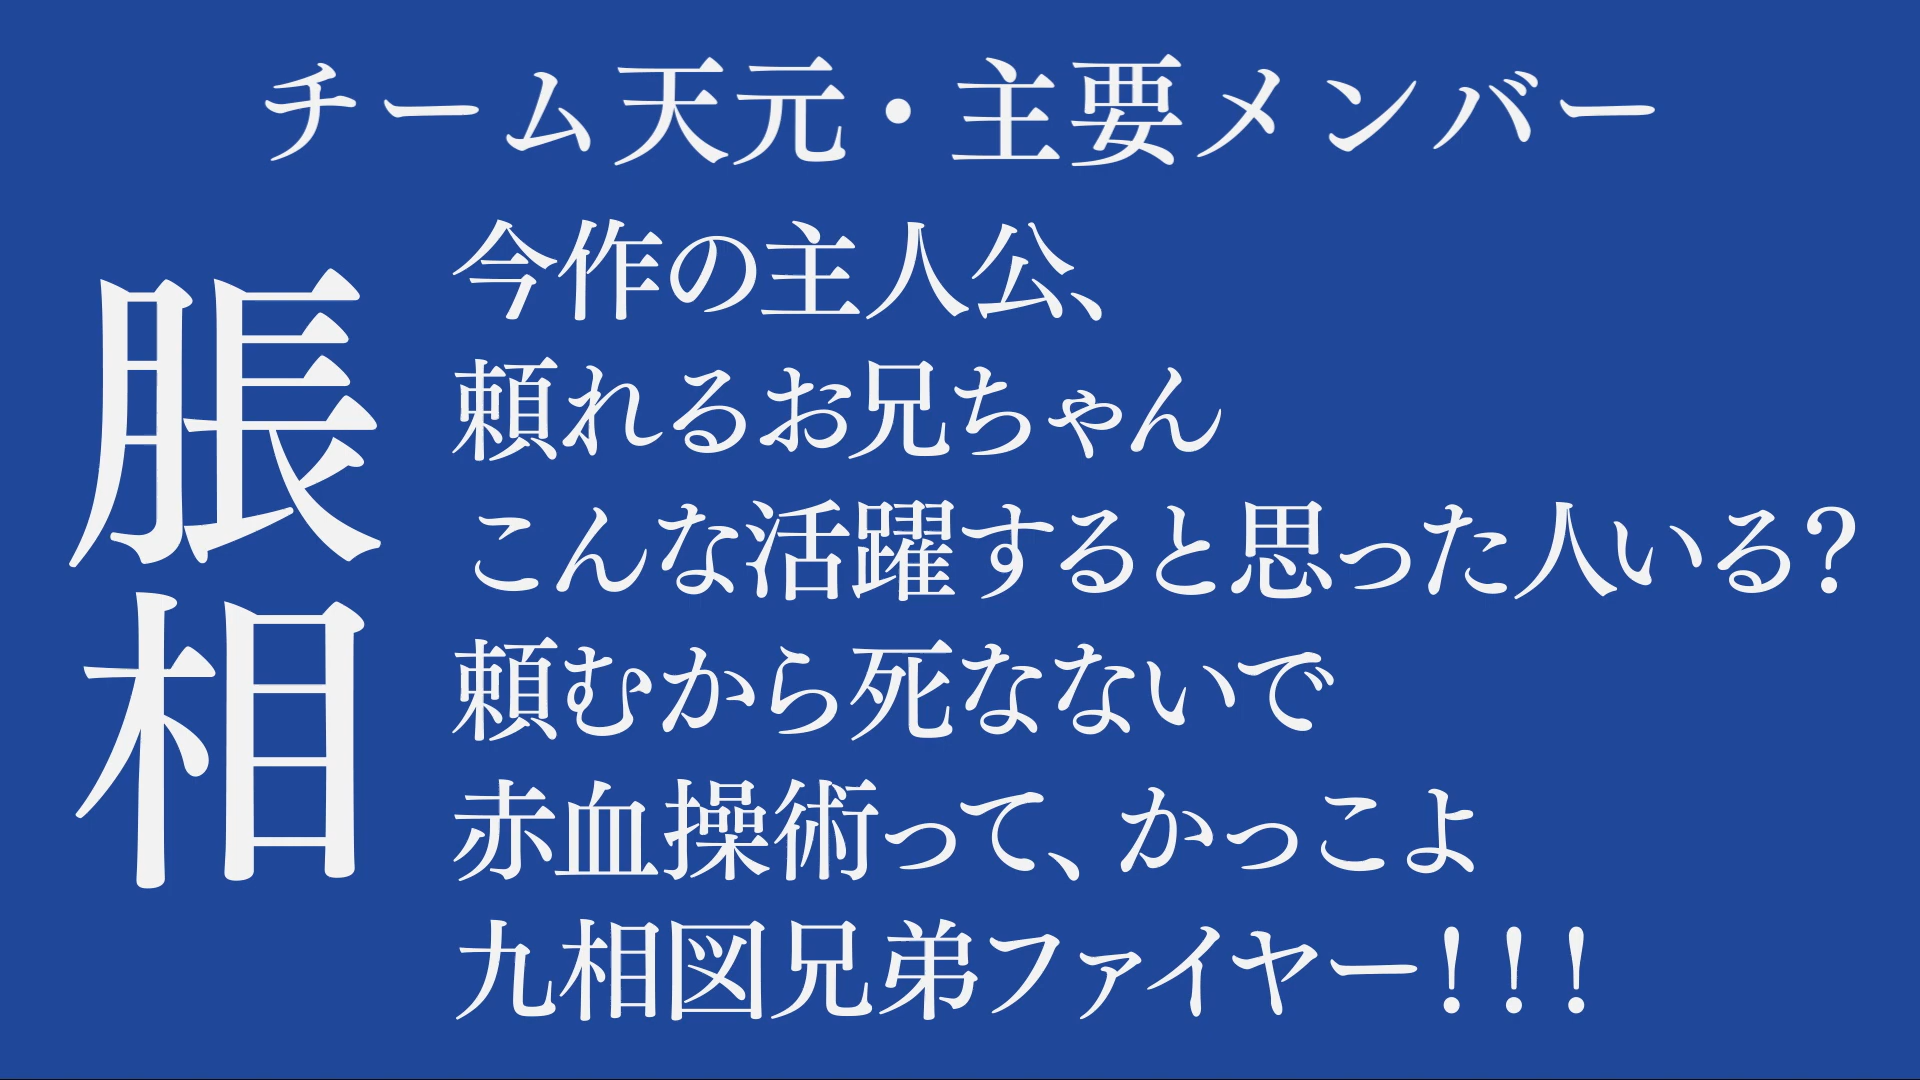 チーム天元・主要メンバー
脹相
今作の主人公、
頼れるお兄ちゃん
こんな活躍すると思った人いる？
頼むから死なないで
赤血操術って、かっこよ
九相図兄弟ファイヤー！！！